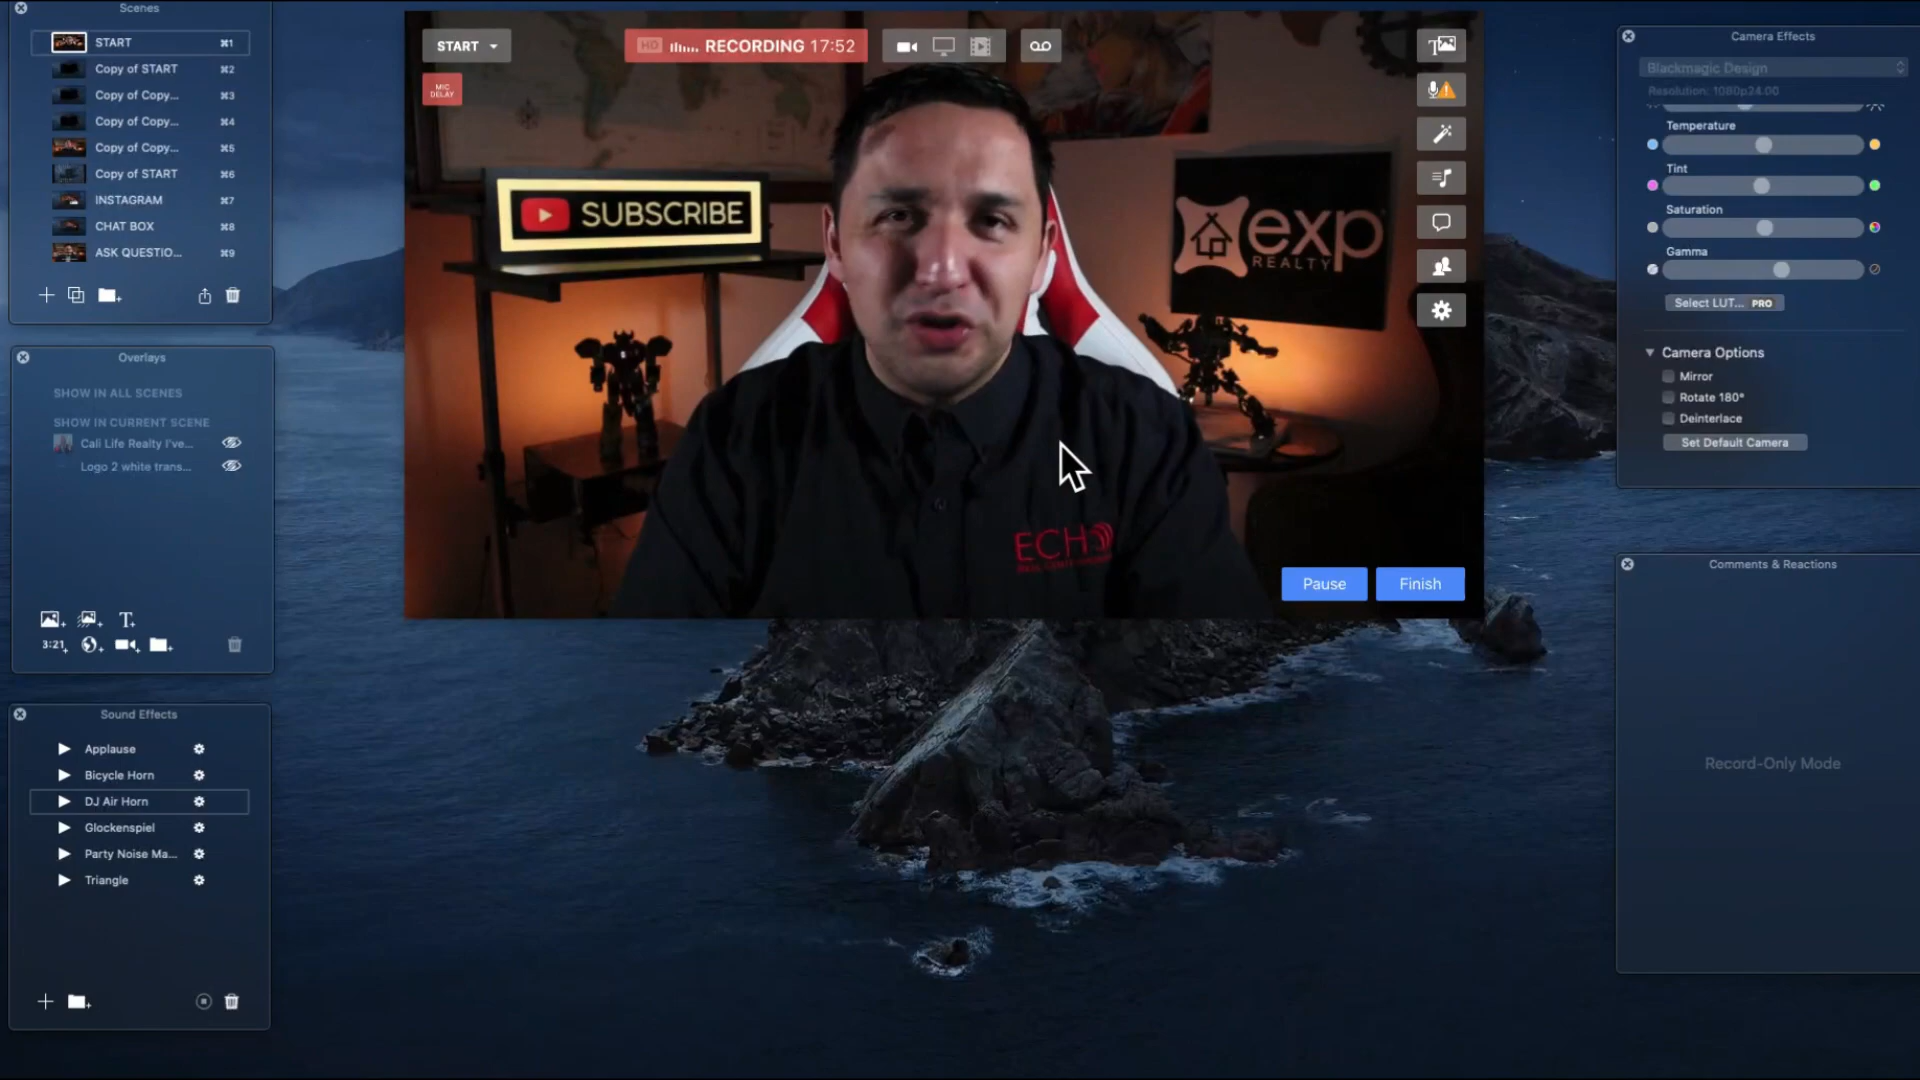 Scenes
START ⌘1
Copy of START ⌘2
Copy of Copy... ⌘3
Copy of Copy... ⌘4
Copy of Copy... ⌘5
Copy of START ⌘6
INSTAGRAM ⌘7
CHAT BOX ⌘8
ASK QUESTIO... ⌘9
Overlays
SHOW IN ALL SCENES
SHOW IN CURRENT SCENE
Cali Life Realty I've...
Logo 2 white trans...
3:21
Sound Effects
Applause
Bicycle Horn
DJ Air Horn
Glockenspiel
Party Noise Ma...
Triangle
START
HD RECORDING 17:52
MIC
DELAY
SUBSCRIBE
exp
REALTY
ECHO
Pause
Finish
Camera Effects
Blackmagic Design
Resolution: 1080p24.00
Temperature
Tint
Saturation
Gamma
Select LUT... PRO
Camera Options
Mirror
Rotate 180°
Deinterlace
Set Default Camera
Comments & Reactions
Record-Only Mode